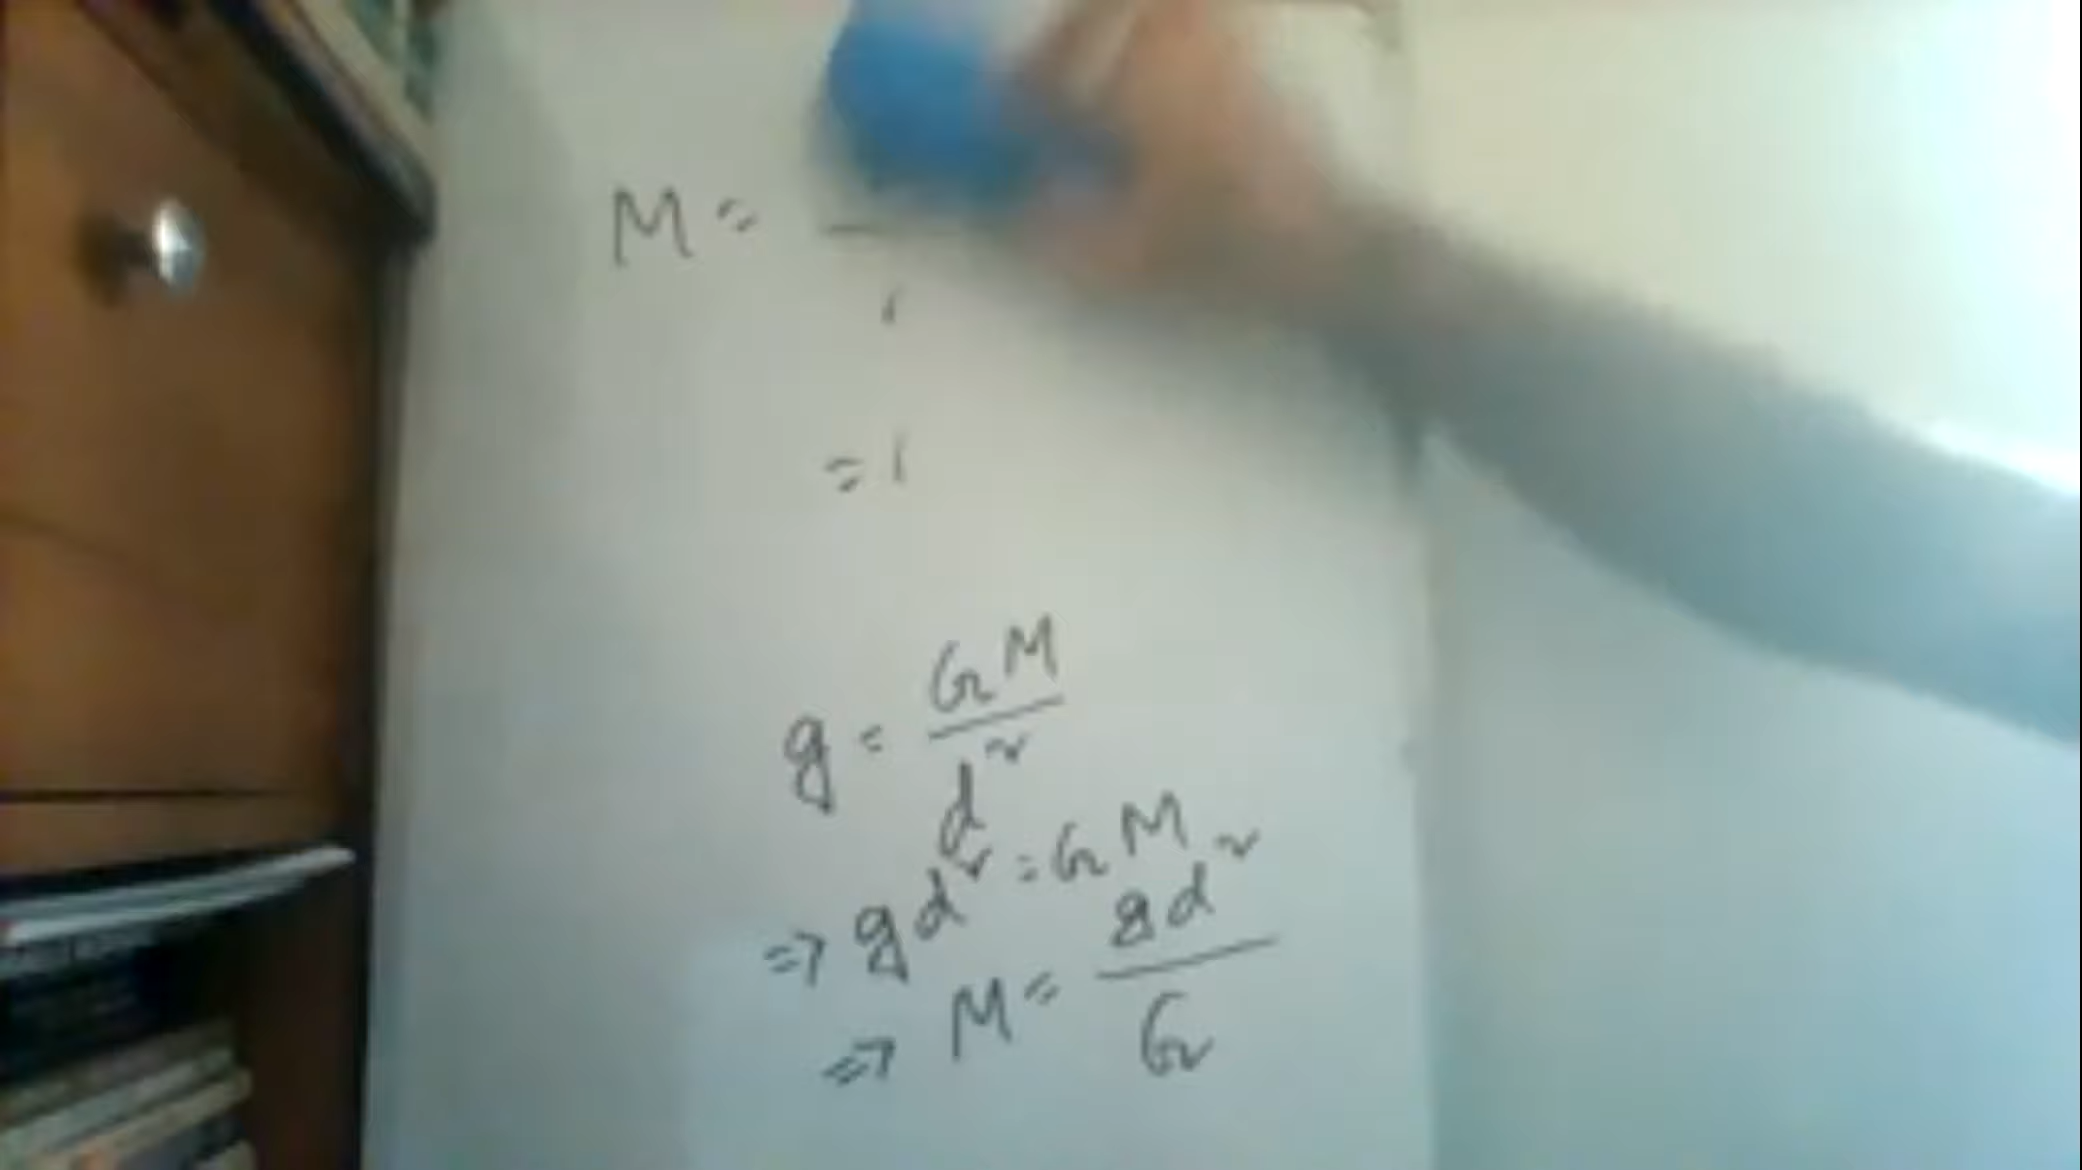 M =
= 1
g = GM / d²
=> gd² = GM
=> M = gd² / G